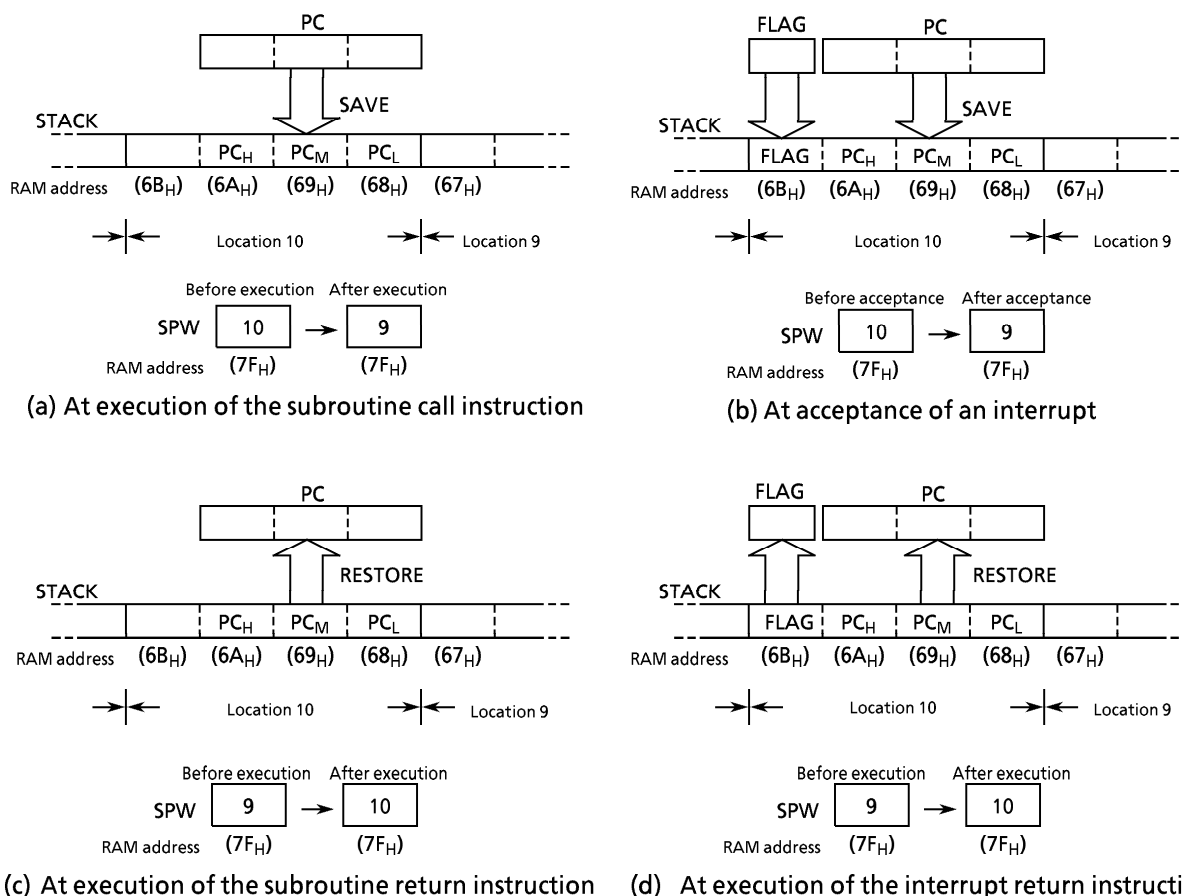 PC
SAVE
STACK
PCH PCM PCL
RAM address (6BH) (6AH) (69H) (68H) (67H)
Location 10 Location 9
Before execution After execution
SPW 10 9
RAM address (7FH) (7FH)
(a) At execution of the subroutine call instruction
FLAG PC
SAVE
STACK
FLAG PCH PCM PCL
RAM address (6BH) (6AH) (69H) (68H) (67H)
Location 10 Location 9
Before acceptance After acceptance
SPW 10 9
RAM address (7FH) (7FH)
(b) At acceptance of an interrupt
PC
RESTORE
STACK
PCH PCM PCL
RAM address (6BH) (6AH) (69H) (68H) (67H)
Location 10 Location 9
Before execution After execution
SPW 9 10
RAM address (7FH) (7FH)
(c) At execution of the subroutine return instruction
FLAG PC
RESTORE
STACK
FLAG PCH PCM PCL
RAM address (6BH) (6AH) (69H) (68H) (67H)
Location 10 Location 9
Before execution After execution
SPW 9 10
RAM address (7FH) (7FH)
(d) At execution of the interrupt return instructi